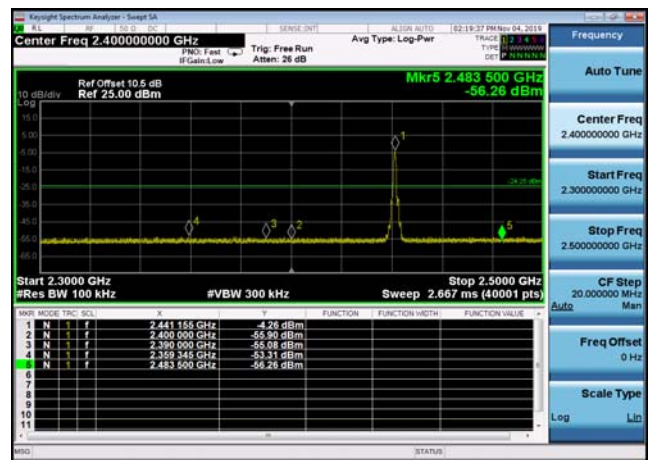 Keysight Spectrum Analyzer - Swept SA
RL RF 50 Ω DC SENSE:INT ALIGN AUTO 02:19:37 PM Nov 04, 2019
Center Freq 2.400000000 GHz
PNO: Fast
IFGain:Low
Trig: Free Run
Atten: 26 dB
Avg Type: Log-Pwr
TRACE 1 2 3 4 5 6
TYPE MWWWWW
DET P NNNNN
Ref Offset 10.5 dB
10 dB/div Ref 25.00 dBm
Log
Mkr5 2.483 500 GHz
-56.26 dBm
15.0
5.00
-5.00
-15.0
-25.0
-35.0
-45.0
-55.0
-65.0
1
-24.25 dBm
4
3
2
5
Start 2.3000 GHz Stop 2.5000 GHz
#Res BW 100 kHz #VBW 300 kHz Sweep 2.667 ms (40001 pts)
MKR MODE TRC SCL X Y FUNCTION FUNCTION WIDTH FUNCTION VALUE
1 N 1 f 2.441 155 GHz -4.26 dBm
2 N 1 f 2.400 000 GHz -55.90 dBm
3 N 1 f 2.390 000 GHz -55.08 dBm
4 N 1 f 2.359 345 GHz -53.31 dBm
5 N 1 f 2.483 500 GHz -56.26 dBm
6
7
8
9
10
11
MSG STATUS
Frequency
Auto Tune
Center Freq
2.400000000 GHz
Start Freq
2.300000000 GHz
Stop Freq
2.500000000 GHz
CF Step
20.000000 MHz
Auto Man
Freq Offset
0 Hz
Scale Type
Log Lin